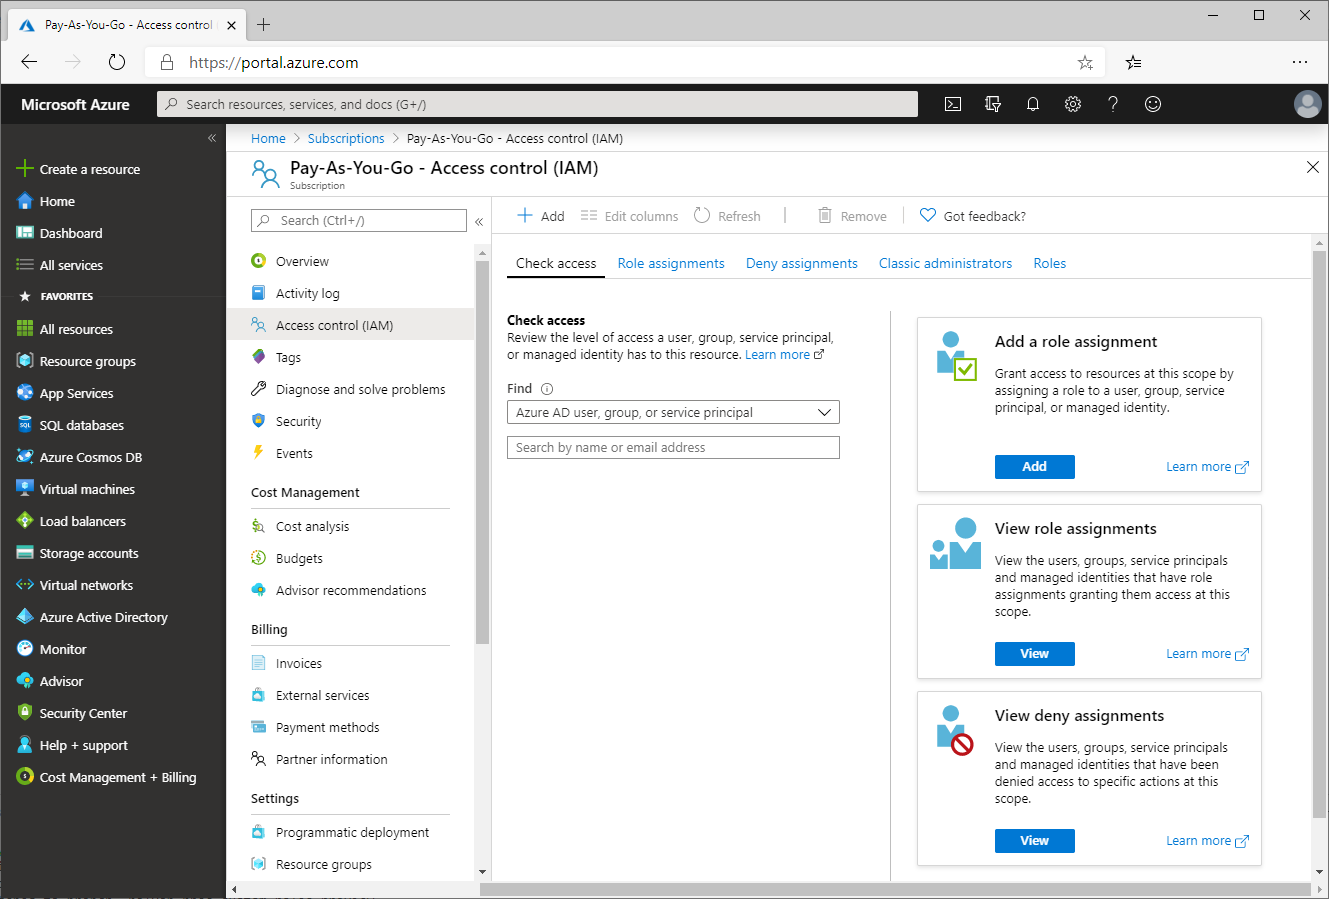 Pay-As-You-Go - Access control
https://portal.azure.com
Microsoft Azure
Search resources, services, and docs (G+/)
Create a resource
Home
Dashboard
All services
FAVORITES
All resources
Resource groups
App Services
SQL databases
Azure Cosmos DB
Virtual machines
Load balancers
Storage accounts
Virtual networks
Azure Active Directory
Monitor
Advisor
Security Center
Help + support
Cost Management + Billing
Home > Subscriptions > Pay-As-You-Go - Access control (IAM)
Pay-As-You-Go - Access control (IAM)
Subscription
Search (Ctrl+/)
Overview
Activity log
Access control (IAM)
Tags
Diagnose and solve problems
Security
Events
Cost Management
Cost analysis
Budgets
Advisor recommendations
Billing
Invoices
External services
Payment methods
Partner information
Settings
Programmatic deployment
Resource groups
Add Edit columns Refresh Remove Got feedback?
Check access Role assignments Deny assignments Classic administrators Roles
Check access
Review the level of access a user, group, service principal,
or managed identity has to this resource. Learn more
Find
Azure AD user, group, or service principal
Search by name or email address
Add a role assignment
Grant access to resources at this scope by
assigning a role to a user, group, service
principal, or managed identity.
Add Learn more
View role assignments
View the users, groups, service principals
and managed identities that have role
assignments granting them access at this
scope.
View Learn more
View deny assignments
View the users, groups, service principals
and managed identities that have been
denied access to specific actions at this
scope.
View Learn more